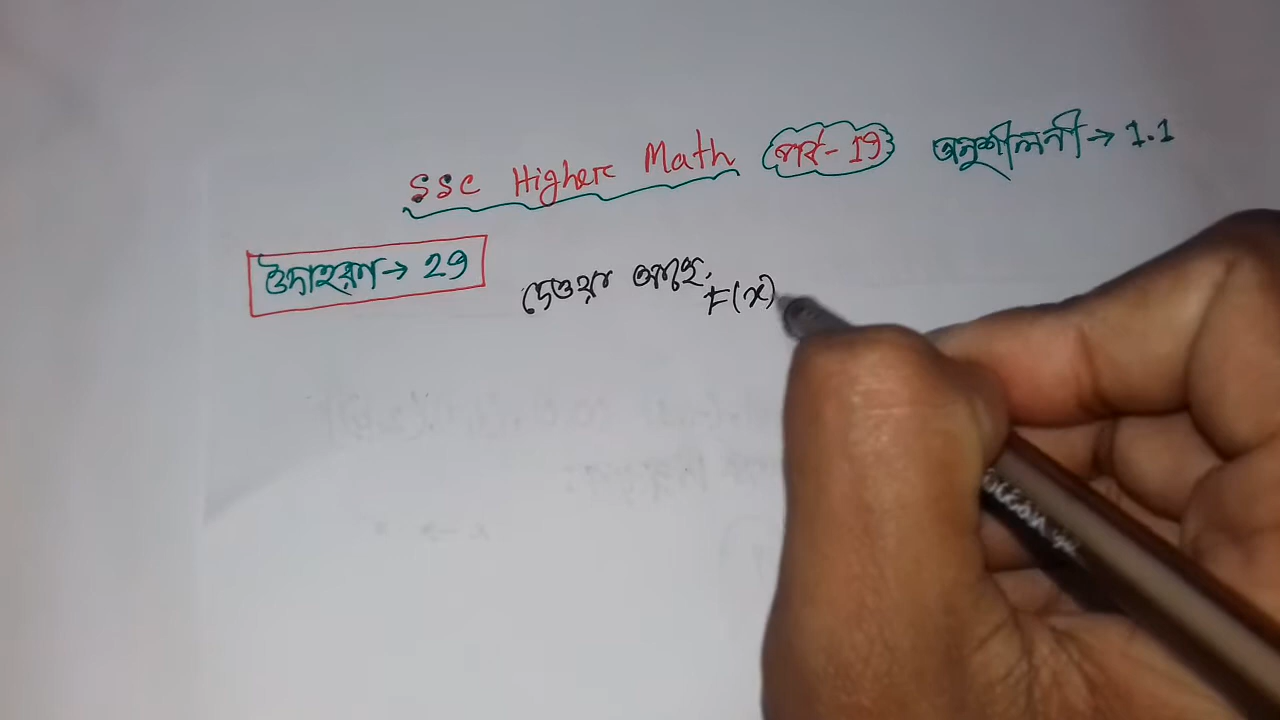 SSC Higher Math পর্ব-19 অনুশীলনী→1.1
উদাহরণ→29 দেওয়া আছে, F(x)